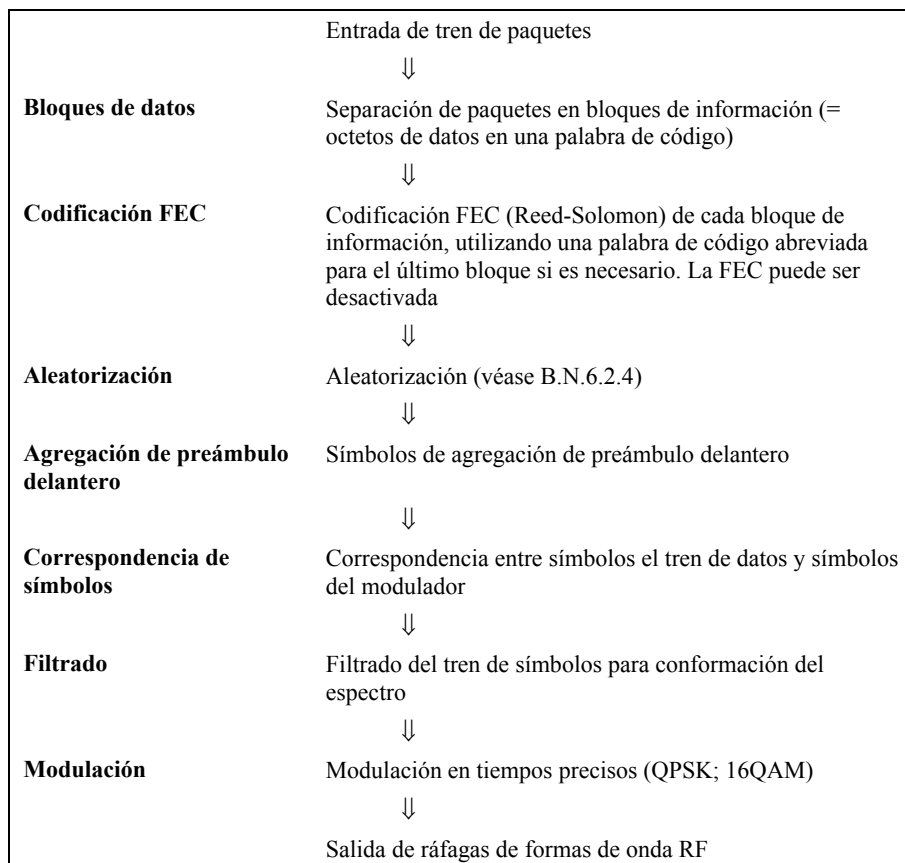 Entrada de tren de paquetes
⇓
Bloques de datos Separación de paquetes en bloques de información (=
octetos de datos en una palabra de código)
⇓
Codificación FEC Codificación FEC (Reed-Solomon) de cada bloque de
información, utilizando una palabra de código abreviada
para el último bloque si es necesario. La FEC puede ser
desactivada
⇓
Aleatorización Aleatorización (véase B.N.6.2.4)
⇓
Agregación de preámbulo Símbolos de agregación de preámbulo delantero
delantero
⇓
Correspondencia de Correspondencia entre símbolos el tren de datos y símbolos
símbolos del modulador
⇓
Filtrado Filtrado del tren de símbolos para conformación del
espectro
⇓
Modulación Modulación en tiempos precisos (QPSK; 16QAM)
⇓
Salida de ráfagas de formas de onda RF